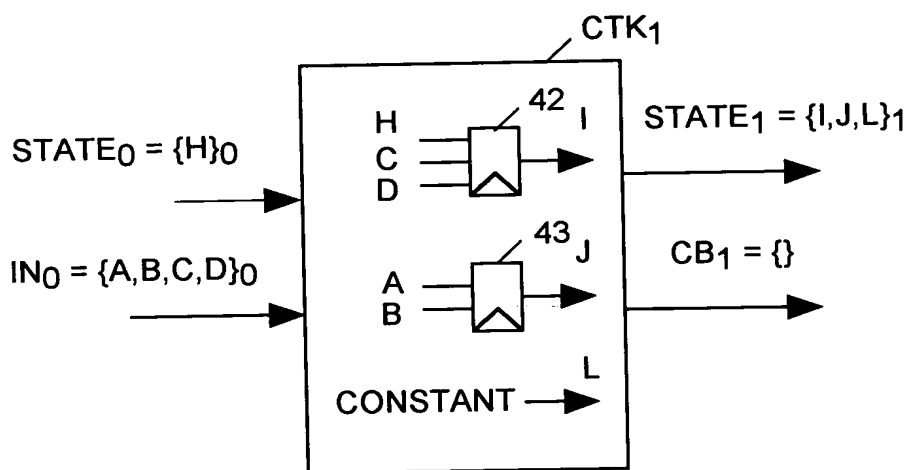 CTK1
42
H
I
STATE0 = {H}0
C
D
STATE1 = {I,J,L}1
43
J
IN0 = {A,B,C,D}0
A
B
CB1 = {}
L
CONSTANT